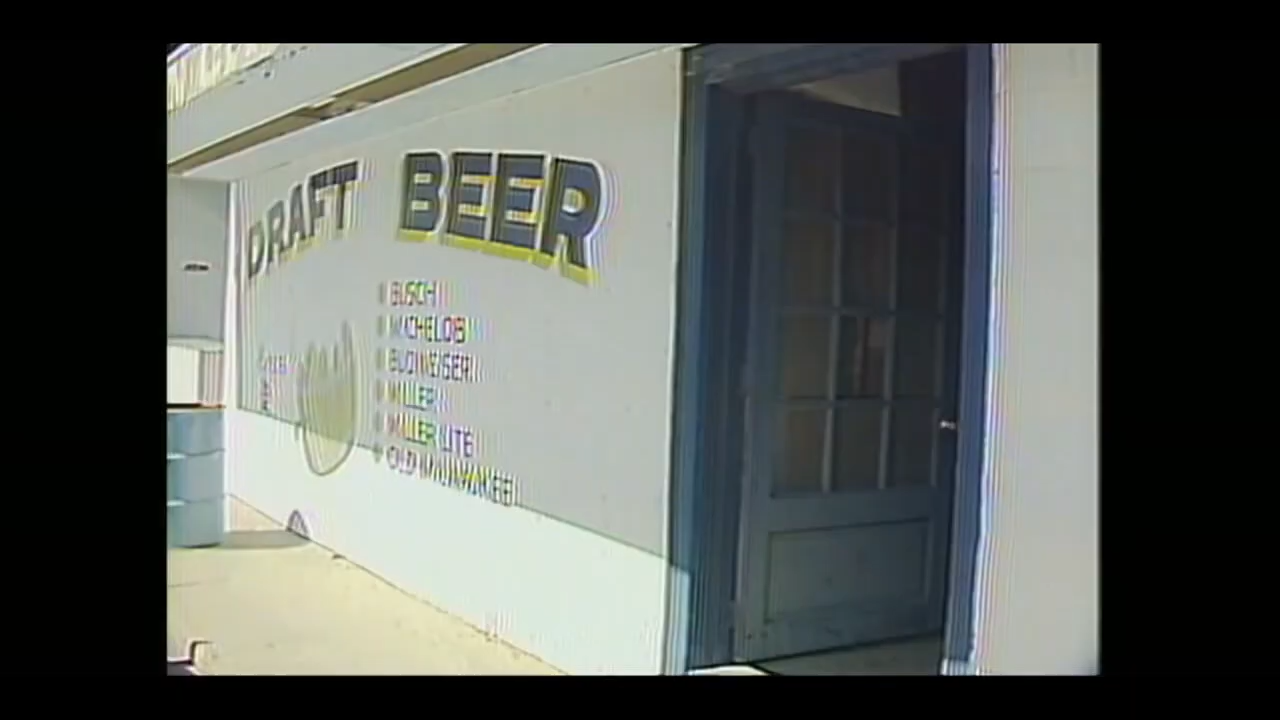 DRAFT BEER
BUSCH
MICHELOB
BUDWEISER
MILLER
MILLER LITE
OLD MILWAUKEE